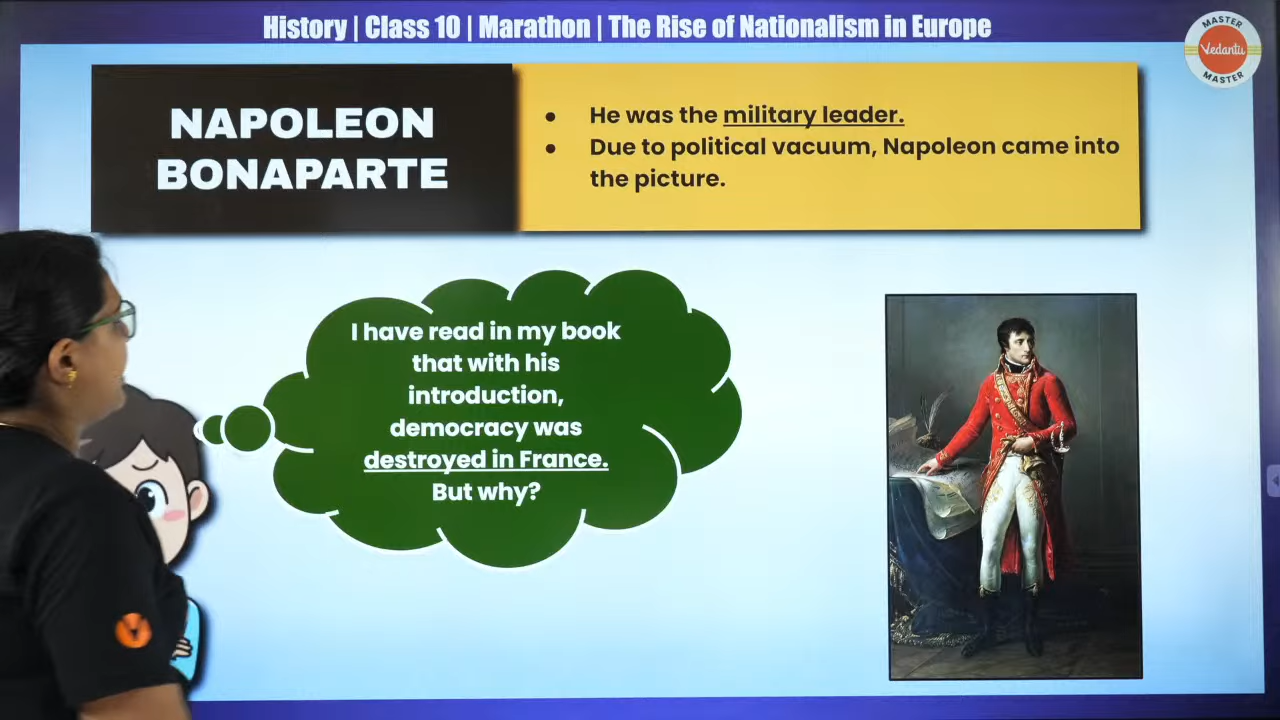 History | Class 10 | Marathon | The Rise of Nationalism in Europe
MASTER
Vedantu
MASTER
NAPOLEON
BONAPARTE
● He was the military leader.
● Due to political vacuum, Napoleon came into
the picture.
I have read in my book
that with his
introduction,
democracy was
destroyed in France.
But why?